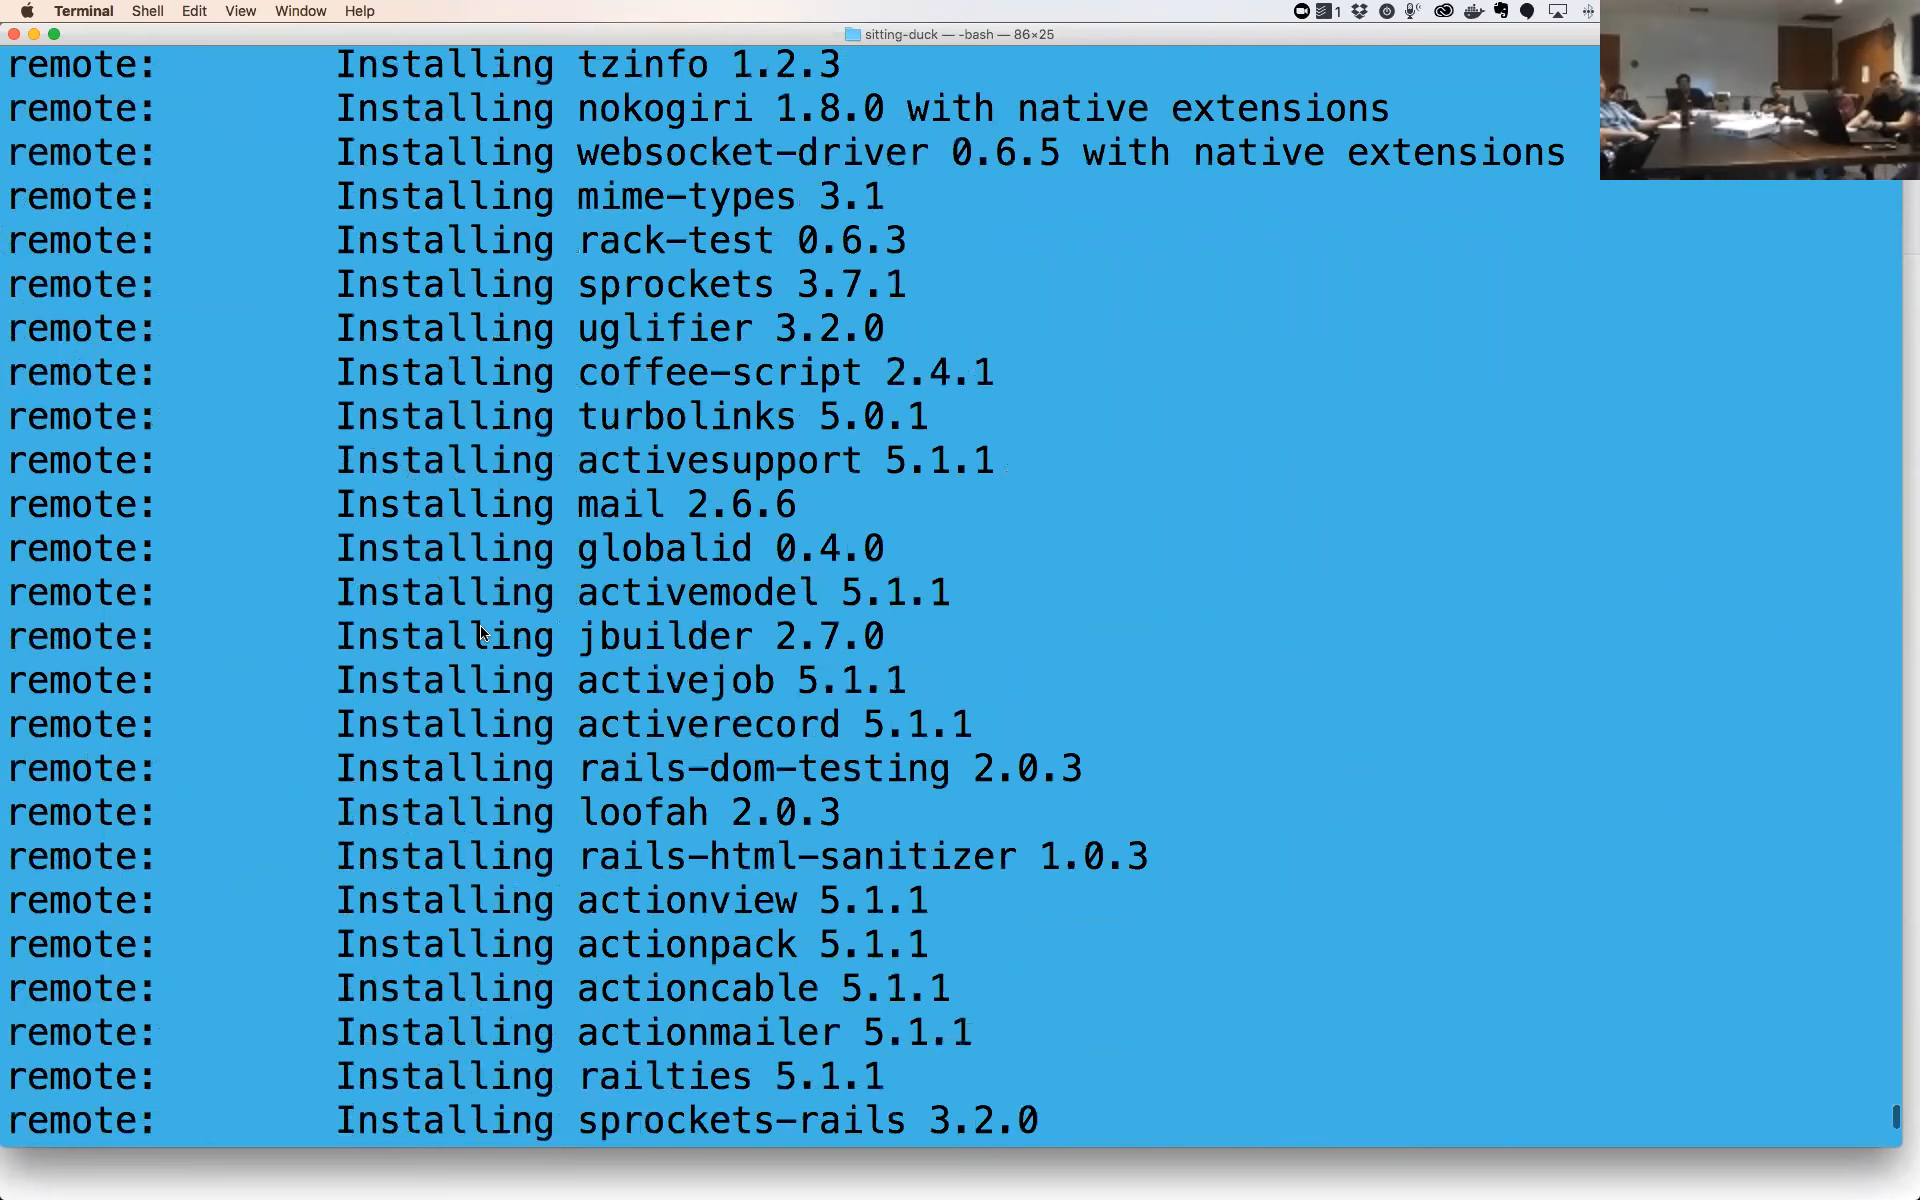 Terminal Shell Edit View Window Help 1
sitting-duck — -bash — 86×25
remote: Installing tzinfo 1.2.3
remote: Installing nokogiri 1.8.0 with native extensions
remote: Installing websocket-driver 0.6.5 with native extensions
remote: Installing mime-types 3.1
remote: Installing rack-test 0.6.3
remote: Installing sprockets 3.7.1
remote: Installing uglifier 3.2.0
remote: Installing coffee-script 2.4.1
remote: Installing turbolinks 5.0.1
remote: Installing activesupport 5.1.1
remote: Installing mail 2.6.6
remote: Installing globalid 0.4.0
remote: Installing activemodel 5.1.1
remote: Installing jbuilder 2.7.0
remote: Installing activejob 5.1.1
remote: Installing activerecord 5.1.1
remote: Installing rails-dom-testing 2.0.3
remote: Installing loofah 2.0.3
remote: Installing rails-html-sanitizer 1.0.3
remote: Installing actionview 5.1.1
remote: Installing actionpack 5.1.1
remote: Installing actioncable 5.1.1
remote: Installing actionmailer 5.1.1
remote: Installing railties 5.1.1
remote: Installing sprockets-rails 3.2.0